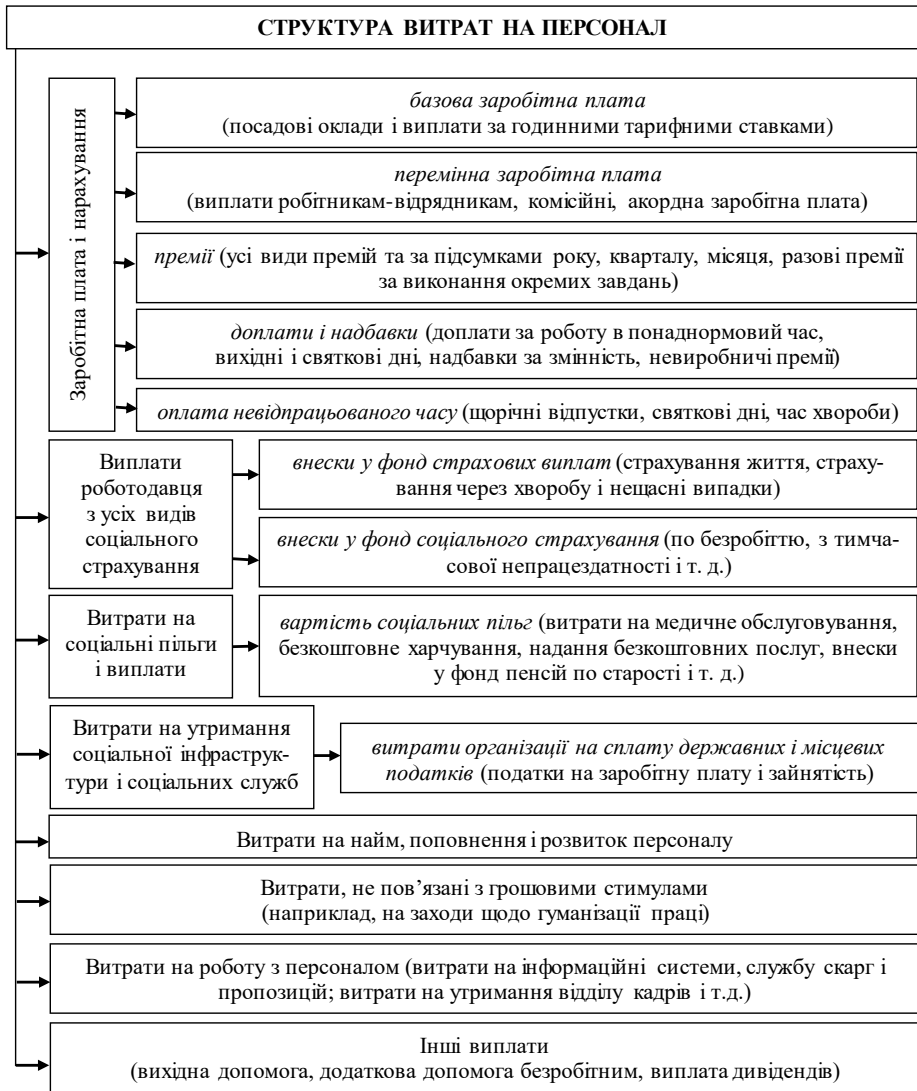 СТРУКТУРА ВИТРАТ НА ПЕРСОНАЛ
Заробітна плата і нарахування
базова заробітна плата
(посадові оклади і виплати за годинними тарифними ставками)
перемінна заробітна плата
(виплати робітникам-відрядникам, комісійні, акордна заробітна плата)
премії (усі види премій та за підсумками року, кварталу, місяця, разові премії
за виконання окремих завдань)
доплати і надбавки (доплати за роботу в понаднормовий час,
вихідні і святкові дні, надбавки за змінність, невиробничі премії)
оплата невідпрацьованого часу (щорічні відпустки, святкові дні, час хвороби)
Виплати
роботодавця
з усіх видів
соціального
страхування
внески у фонд страхових виплат (страхування життя, страху-
вання через хворобу і нещасні випадки)
внески у фонд соціального страхування (по безробіттю, з тимча-
сової непрацездатності і т. д.)
Витрати на
соціальні пільги
і виплати
вартість соціальних пільг (витрати на медичне обслуговування,
безкоштовне харчування, надання безкоштовних послуг, внески
у фонд пенсій по старості і т. д.)
Витрати на утримання
соціальної інфраструк-
тури і соціальних служб
витрати організації на сплату державних і місцевих
податків (податки на заробітну плату і зайнятість)
Витрати на найм, поповнення і розвиток персоналу
Витрати, не пов’язані з грошовими стимулами
(наприклад, на заходи щодо гуманізації праці)
Витрати на роботу з персоналом (витрати на інформаційні системи, службу скарг і
пропозицій; витрати на утримання відділу кадрів і т.д.)
Інші виплати
(вихідна допомога, додаткова допомога безробітним, виплата дивідендів)